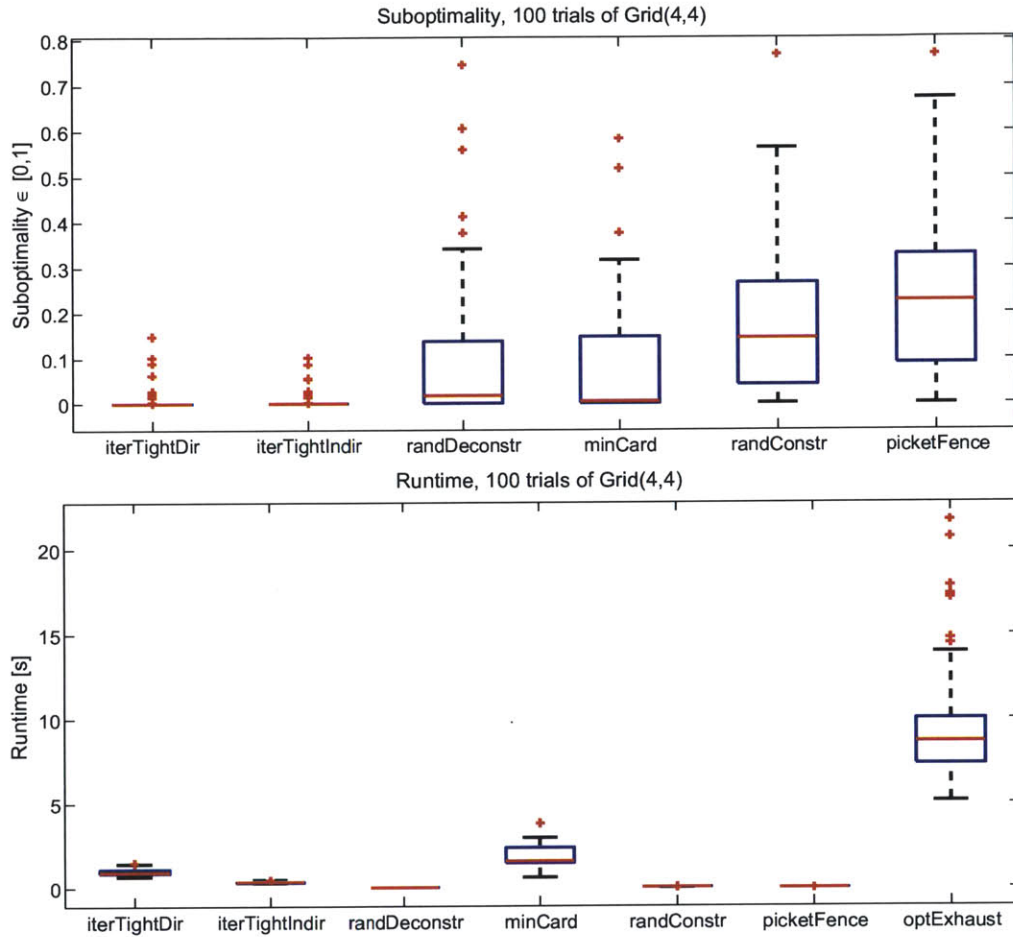 Suboptimality, 100 trials of Grid(4,4)
Suboptimality ϵ [0,1]
0.8
0.7
0.6
0.5
0.4
0.3
0.2
0.1
0
iterTightDir iterTightIndir randDeconstr minCard randConstr picketFence
Runtime, 100 trials of Grid(4,4)
Runtime [s]
20
15
10
5
0
iterTightDir iterTightIndir randDeconstr minCard randConstr picketFence optExhaust